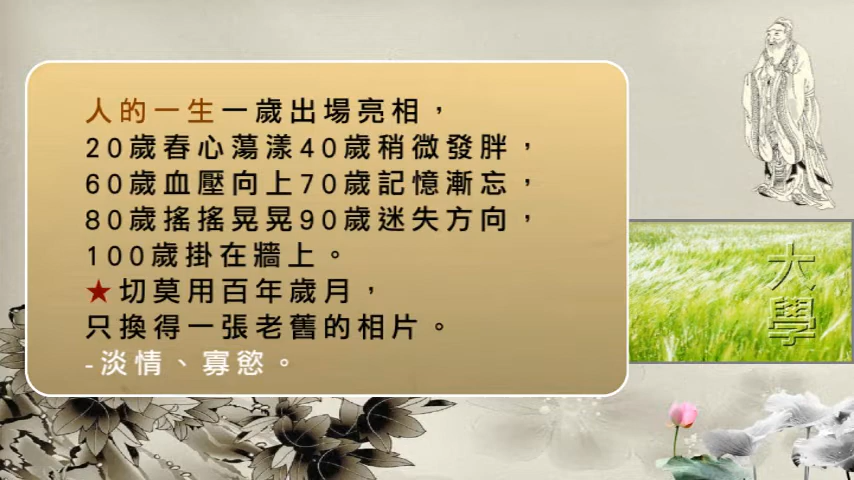 人的一生一歲出場亮相，
20歲春心蕩漾40歲稍微發胖，
60歲血壓向上70歲記憶漸忘，
80歲搖搖晃晃90歲迷失方向，
100歲掛在牆上。
★切莫用百年歲月，
只換得一張老舊的相片。
-淡情、寡慾。
大學